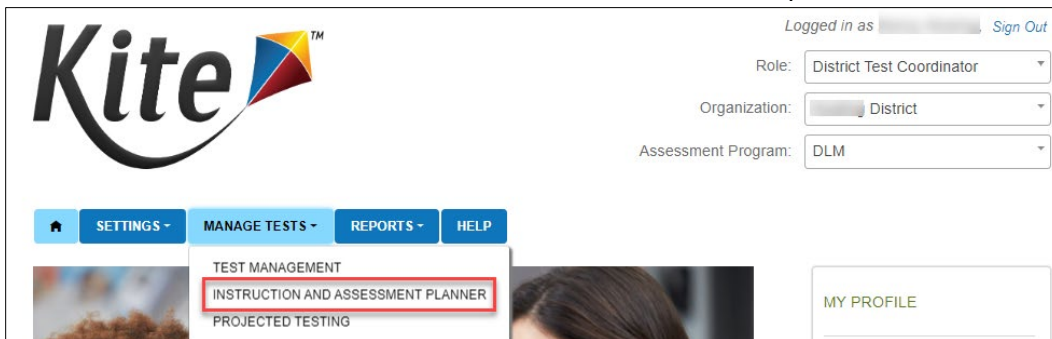 Kite™
Logged in as Sign Out
Role: District Test Coordinator
Organization: District
Assessment Program: DLM
SETTINGS MANAGE TESTS REPORTS HELP
TEST MANAGEMENT
INSTRUCTION AND ASSESSMENT PLANNER
PROJECTED TESTING
MY PROFILE